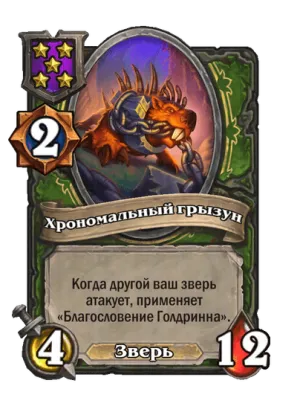 2
Хрономальный грызун
Когда другой ваш зверь
атакует, применяет
«Благословение Голдринна».
4
Зверь
12